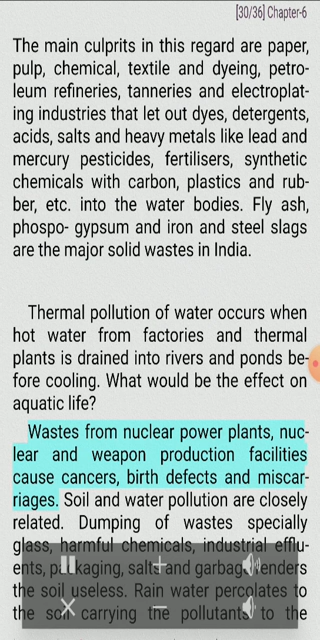 [30/36] Chapter-6
The main culprits in this regard are paper,
pulp, chemical, textile and dyeing, petro-
leum refineries, tanneries and electroplat-
ing industries that let out dyes, detergents,
acids, salts and heavy metals like lead and
mercury pesticides, fertilisers, synthetic
chemicals with carbon, plastics and rub-
ber, etc. into the water bodies. Fly ash,
phospo- gypsum and iron and steel slags
are the major solid wastes in India.
Thermal pollution of water occurs when
hot water from factories and thermal
plants is drained into rivers and ponds be-
fore cooling. What would be the effect on
aquatic life?
Wastes from nuclear power plants, nuc-
lear and weapon production facilities
cause cancers, birth defects and miscar-
riages. Soil and water pollution are closely
related. Dumping of wastes specially
glass, harmful chemicals, industrial efflu-
ents, packaging, salts and garbage renders
the soil useless. Rain water percolates to
the soil carrying the pollutants to the